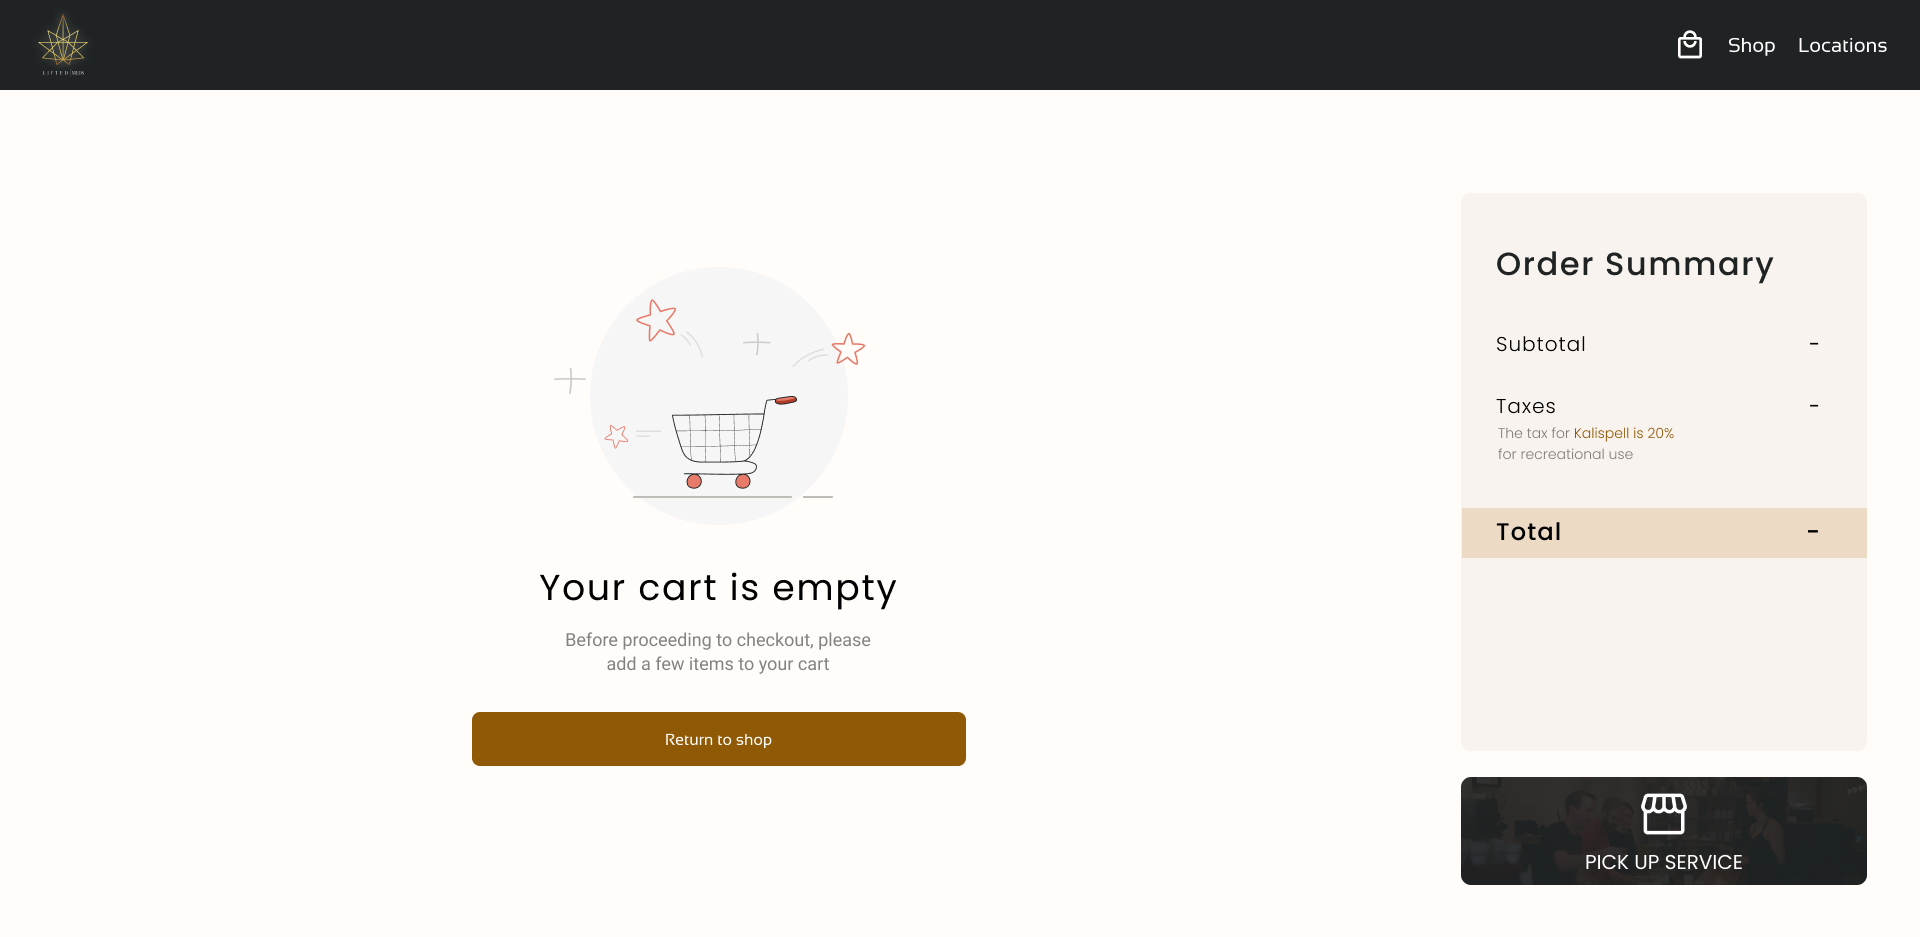 LIFTED MEDS
Shop
Locations
Order Summary
Subtotal -
Taxes -
The tax for Kalispell is 20%
for recreational use
Total -
Your cart is empty
Before proceeding to checkout, please
add a few items to your cart
Return to shop
PICK UP SERVICE